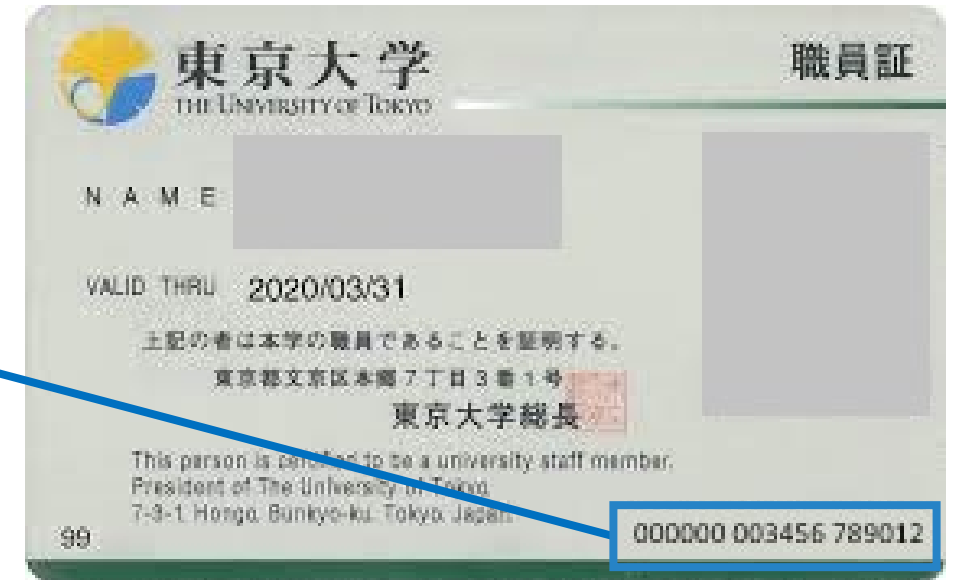 東京大学
THE UNIVERSITY OF TOKYO
職員証
NAME
VALID THRU 2020/03/31
上記の者は本学の職員であることを証明する。
東京都文京区本郷7丁目3番1号
東京大学総長
This person is certified to be a university staff member.
President of The University of Tokyo
7-3-1 Hongo, Bunkyo-ku, Tokyo, Japan
99
000000 003456 789012